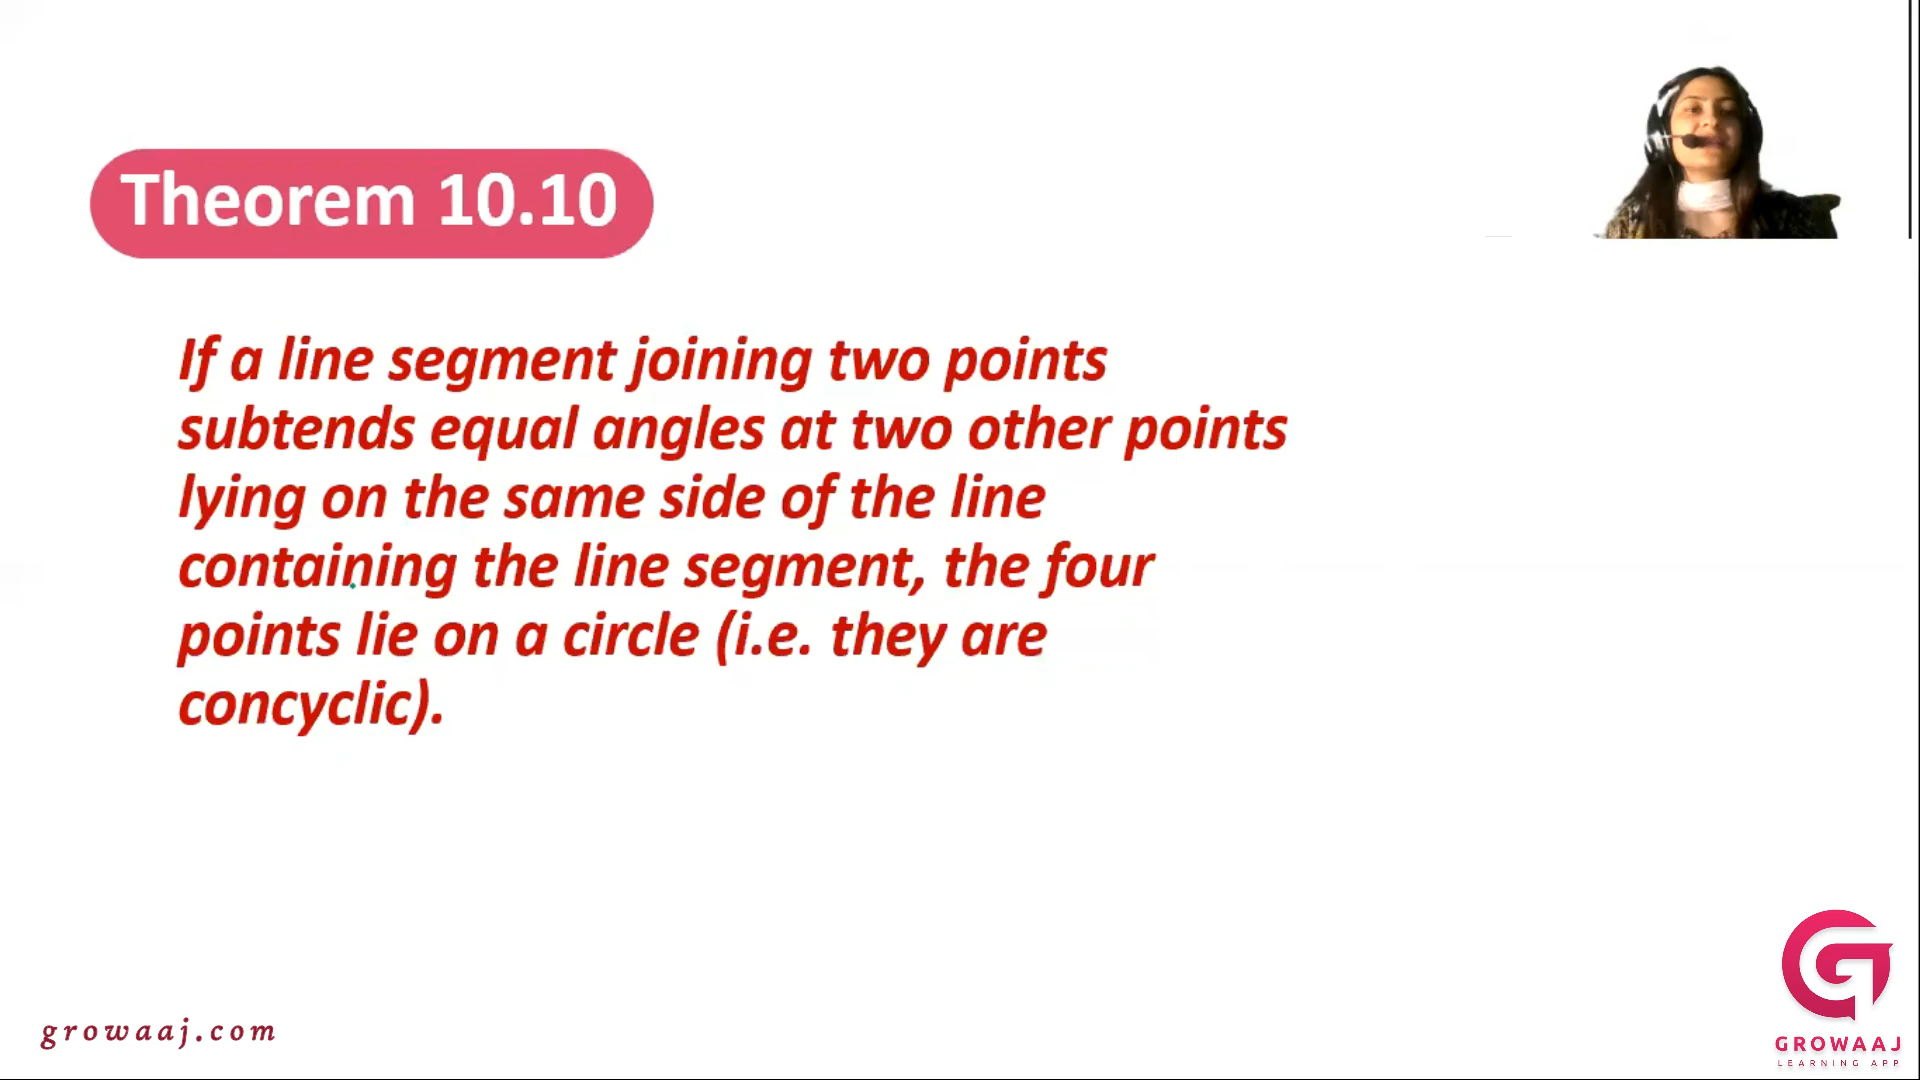 Theorem 10.10
If a line segment joining two points
subtends equal angles at two other points
lying on the same side of the line
containing the line segment, the four
points lie on a circle (i.e. they are
concyclic).
growaaj.com
GROWAAJ
LEARNING APP